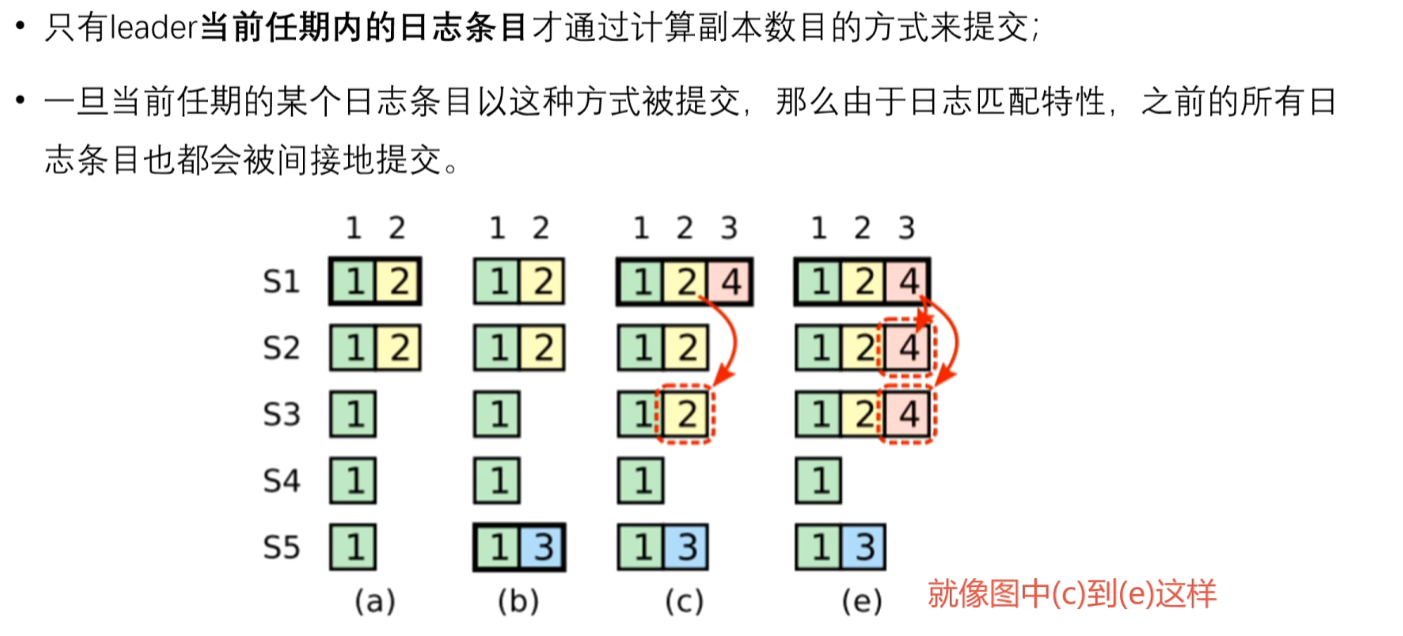 • 只有leader当前任期内的日志条目才通过计算副本数目的方式来提交；
• 一旦当前任期的某个日志条目以这种方式被提交，那么由于日志匹配特性，之前的所有日
志条目也都会被间接地提交。
1 2 1 2 1 2 3 1 2 3
S1 1 2 1 2 1 2 4 1 2 4
S2 1 2 1 2 1 2 1 2 4
S3 1 1 1 2 1 2 4
S4 1 1 1 1
S5 1 1 3 1 3 1 3
(a) (b) (c) (e) 就像图中(c)到(e)这样